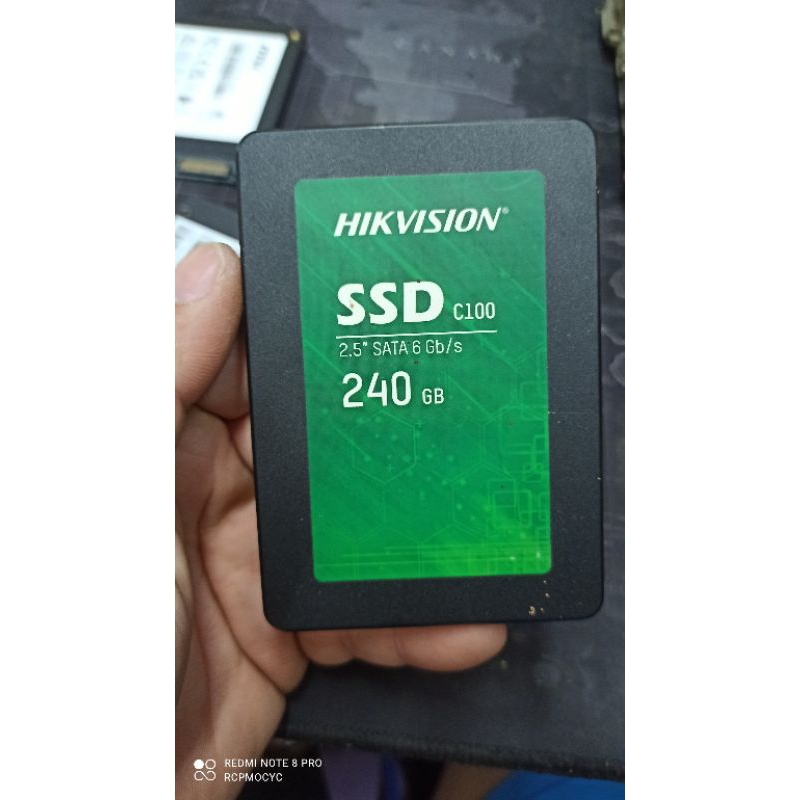 HIKVISION®
SSD C100
2.5" SATA 6 Gb/s
240 GB
REDMI NOTE 8 PRO
RCPMOCYC